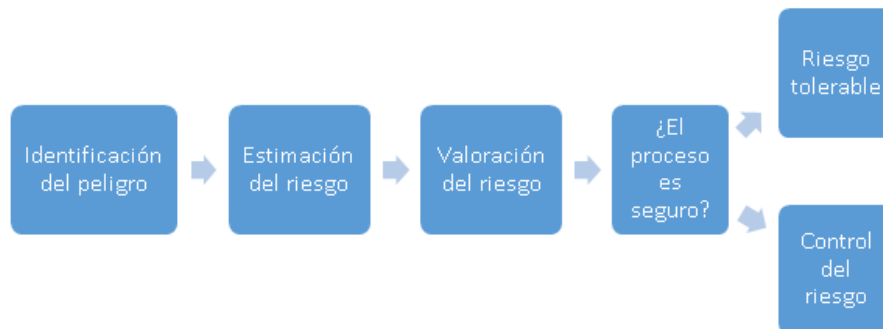 Identificación
del peligro
Estimación
del riesgo
Valoración
del riesgo
¿El
proceso
es
seguro?
Riesgo
tolerable
Control
del
riesgo